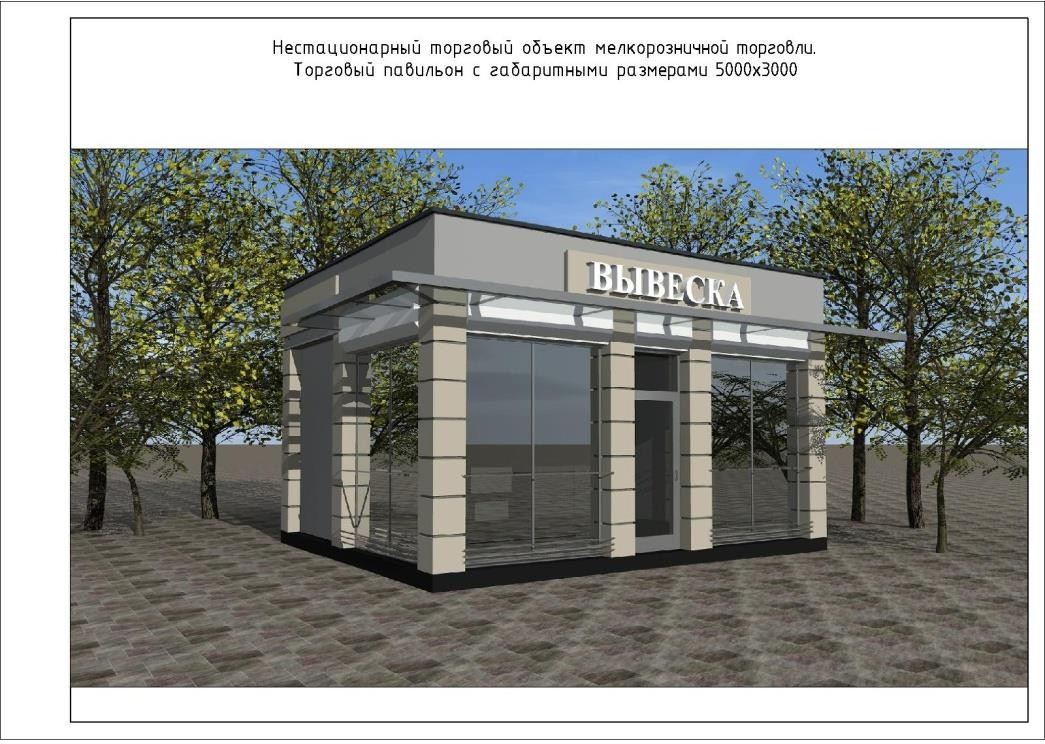 Нестационарный торговый объект мелкорозничной торговли.
Торговый павильон с габаритными размерами 5000х3000
ВЫВЕСКА